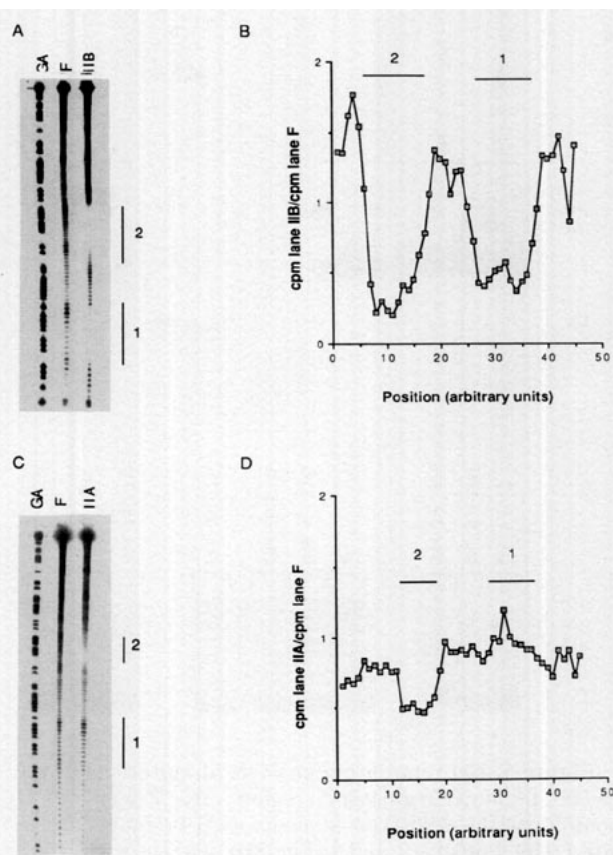 A
GA
F
IIB
2
1
B
cpm lane IIB/cpm lane F
2
1
0
2
1
0
10
20
30
40
50
Position (arbitrary units)
C
GA
F
IIA
2
1
D
cpm lane IIA/cpm lane F
2
1
0
2
1
0
10
20
30
40
50
Position (arbitrary units)